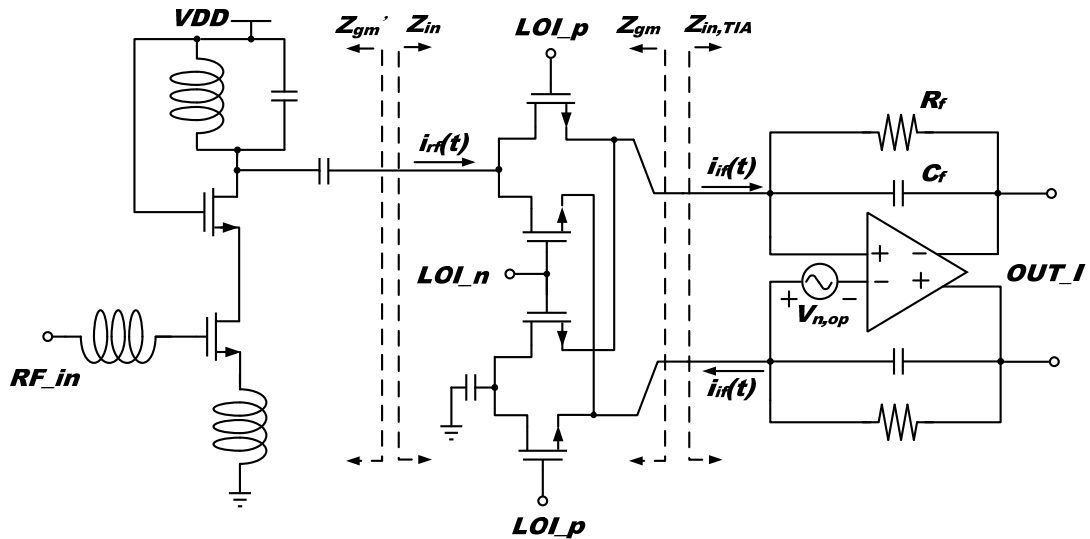 VDD
Zgm’
Zin
LOI_p
Zgm
Zin,TIA
Rf
irf(t)
iif(t)
Cf
+ −
LOI_n
− +
OUT_I
+ −
Vn,op
RF_in
iif(t)
LOI_p